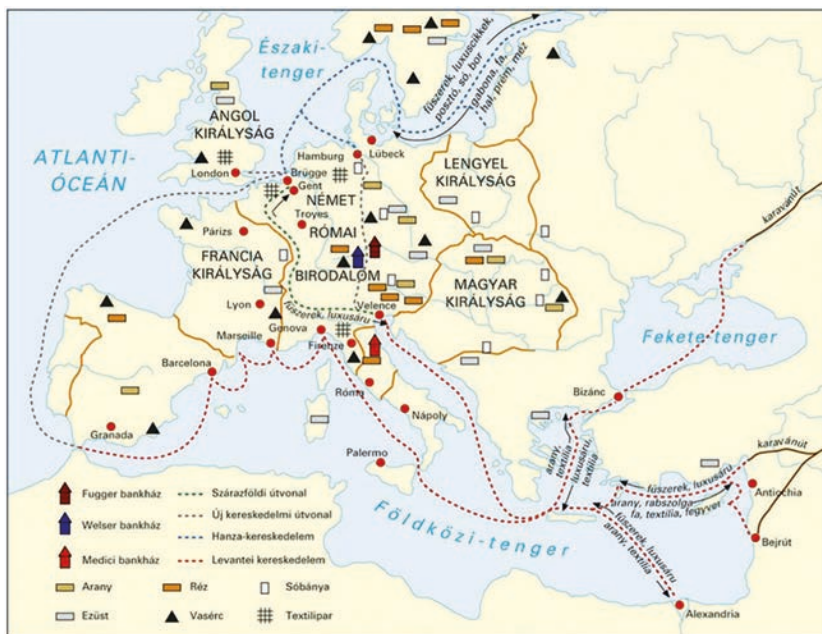 Északi-
tenger
fűszerek, luxuscikkek,
posztó, só, bor
gabona, fa,
hal, prém, méz
ANGOL
KIRÁLYSÁG
ATLANTI-
ÓCEÁN
London
Hamburg
Lübeck
Brügge
Gent
NÉMET
Troyes
RÓMAI
BIRODALOM
LENGYEL
KIRÁLYSÁG
Párizs
FRANCIA
KIRÁLYSÁG
MAGYAR
KIRÁLYSÁG
karavánút
Lyon
Velence
fűszerek, luxusáru
Genova
Marseille
Firenze
Fekete-tenger
Barcelona
Róma
Bizánc
Nápoly
Granada
Palermo
arany,
textília
luxusáru,
textília
karavánút
fűszerek, luxusáru
Antiochia
arany, rabszolga
fa, textília, fegyver
Földközi-tenger
fűszerek, luxusáru
arany, textília
Bejrút
Alexandria
Fugger bankház
Szárazföldi útvonal
Welser bankház
Új kereskedelmi útvonal
Hanza-kereskedelem
Medici bankház
Levantei kereskedelem
Arany
Réz
Sóbánya
Ezüst
Vasérc
Textilipar